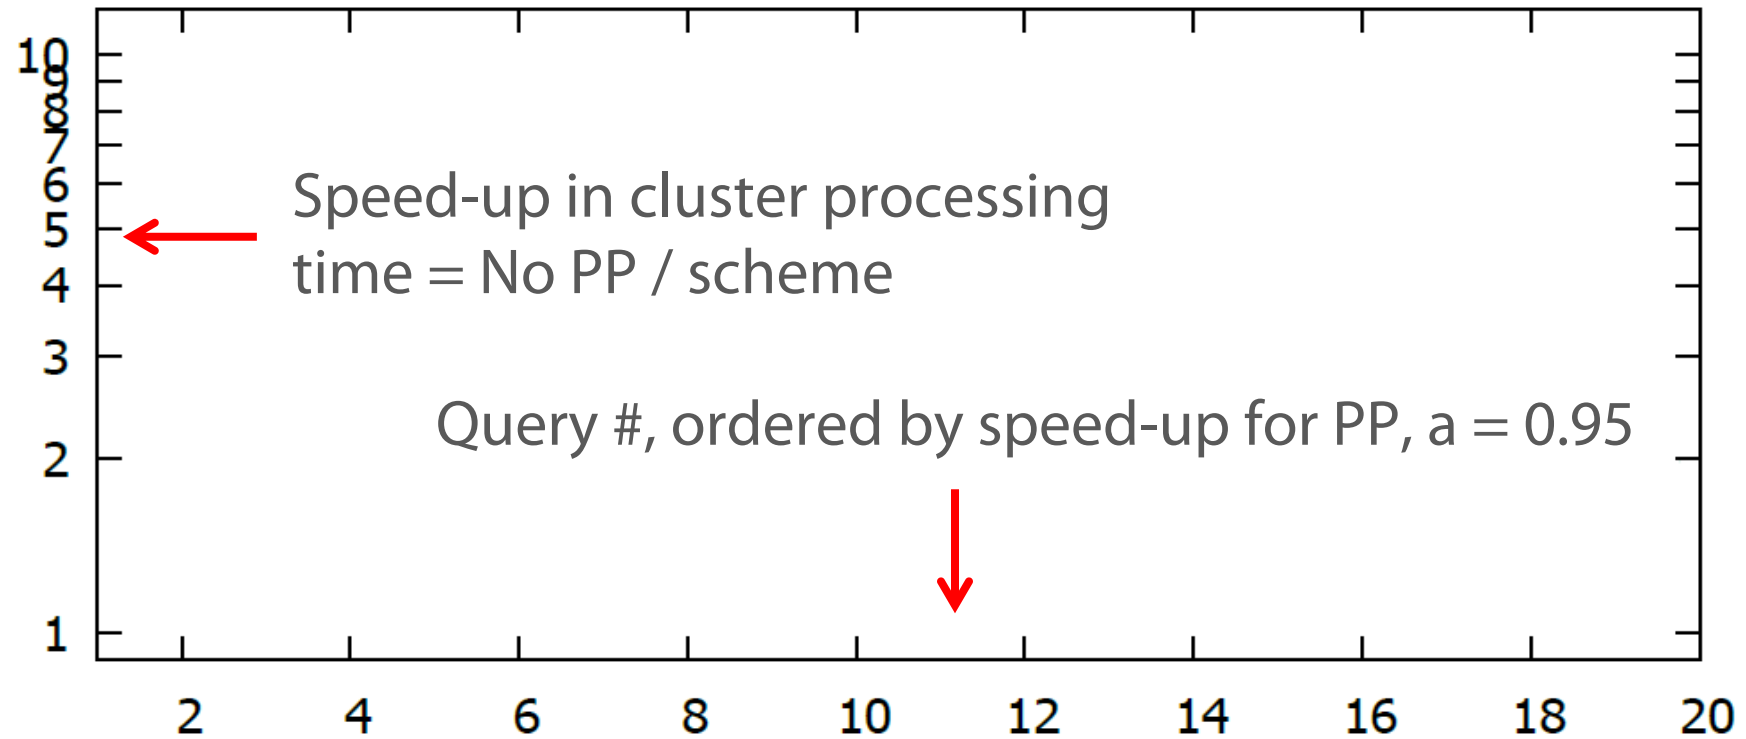 10
9
8
7
6
5
4
3
2
1
Speed-up in cluster processing
time = No PP / scheme
Query #, ordered by speed-up for PP, a = 0.95
2 4 6 8 10 12 14 16 18 20